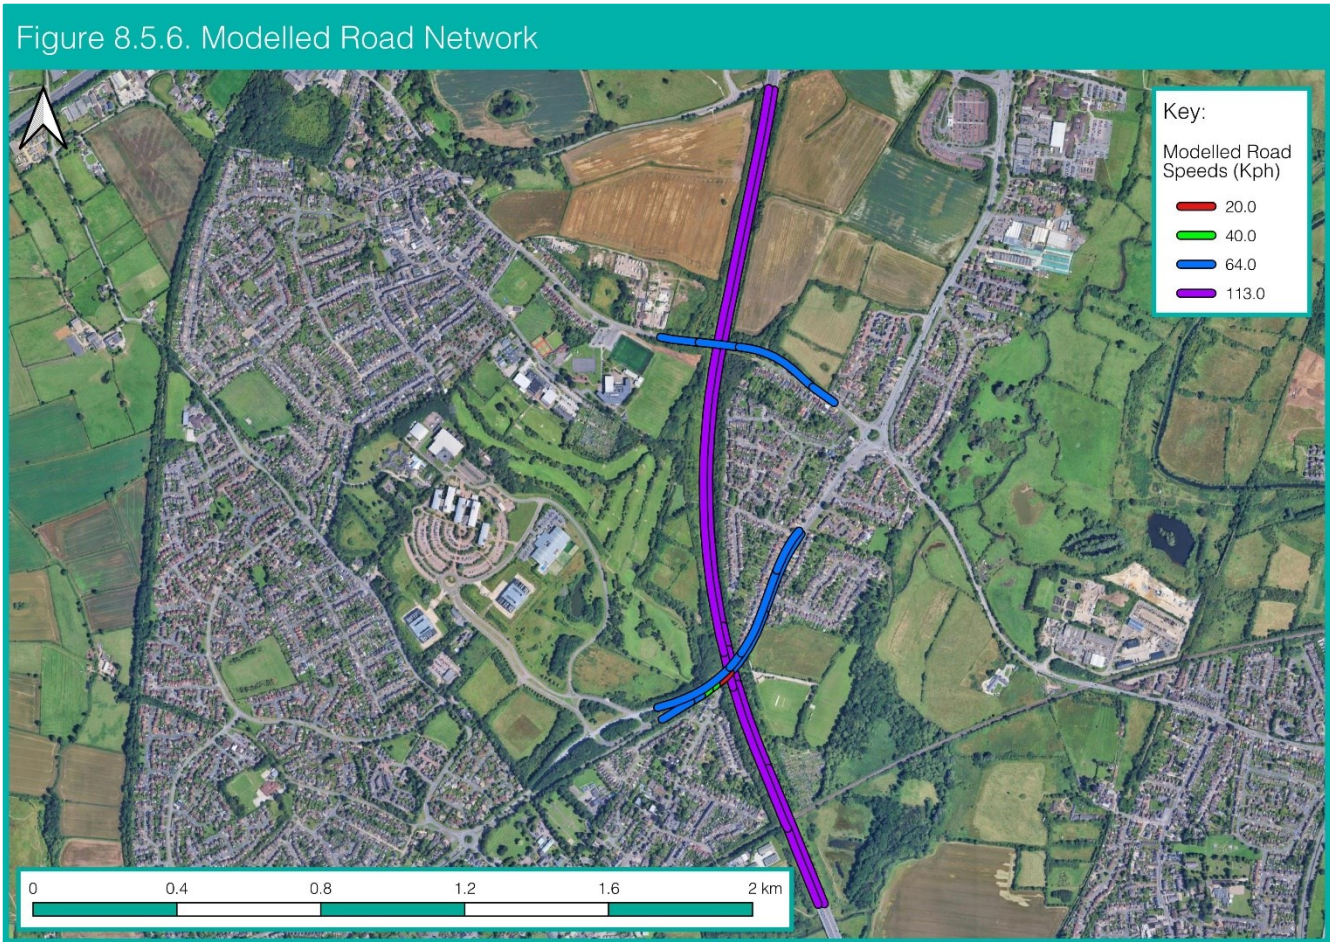 Figure 8.5.6. Modelled Road Network
Key:
Modelled Road
Speeds (Kph)
20.0
40.0
64.0
113.0
0 0.4 0.8 1.2 1.6 2 km